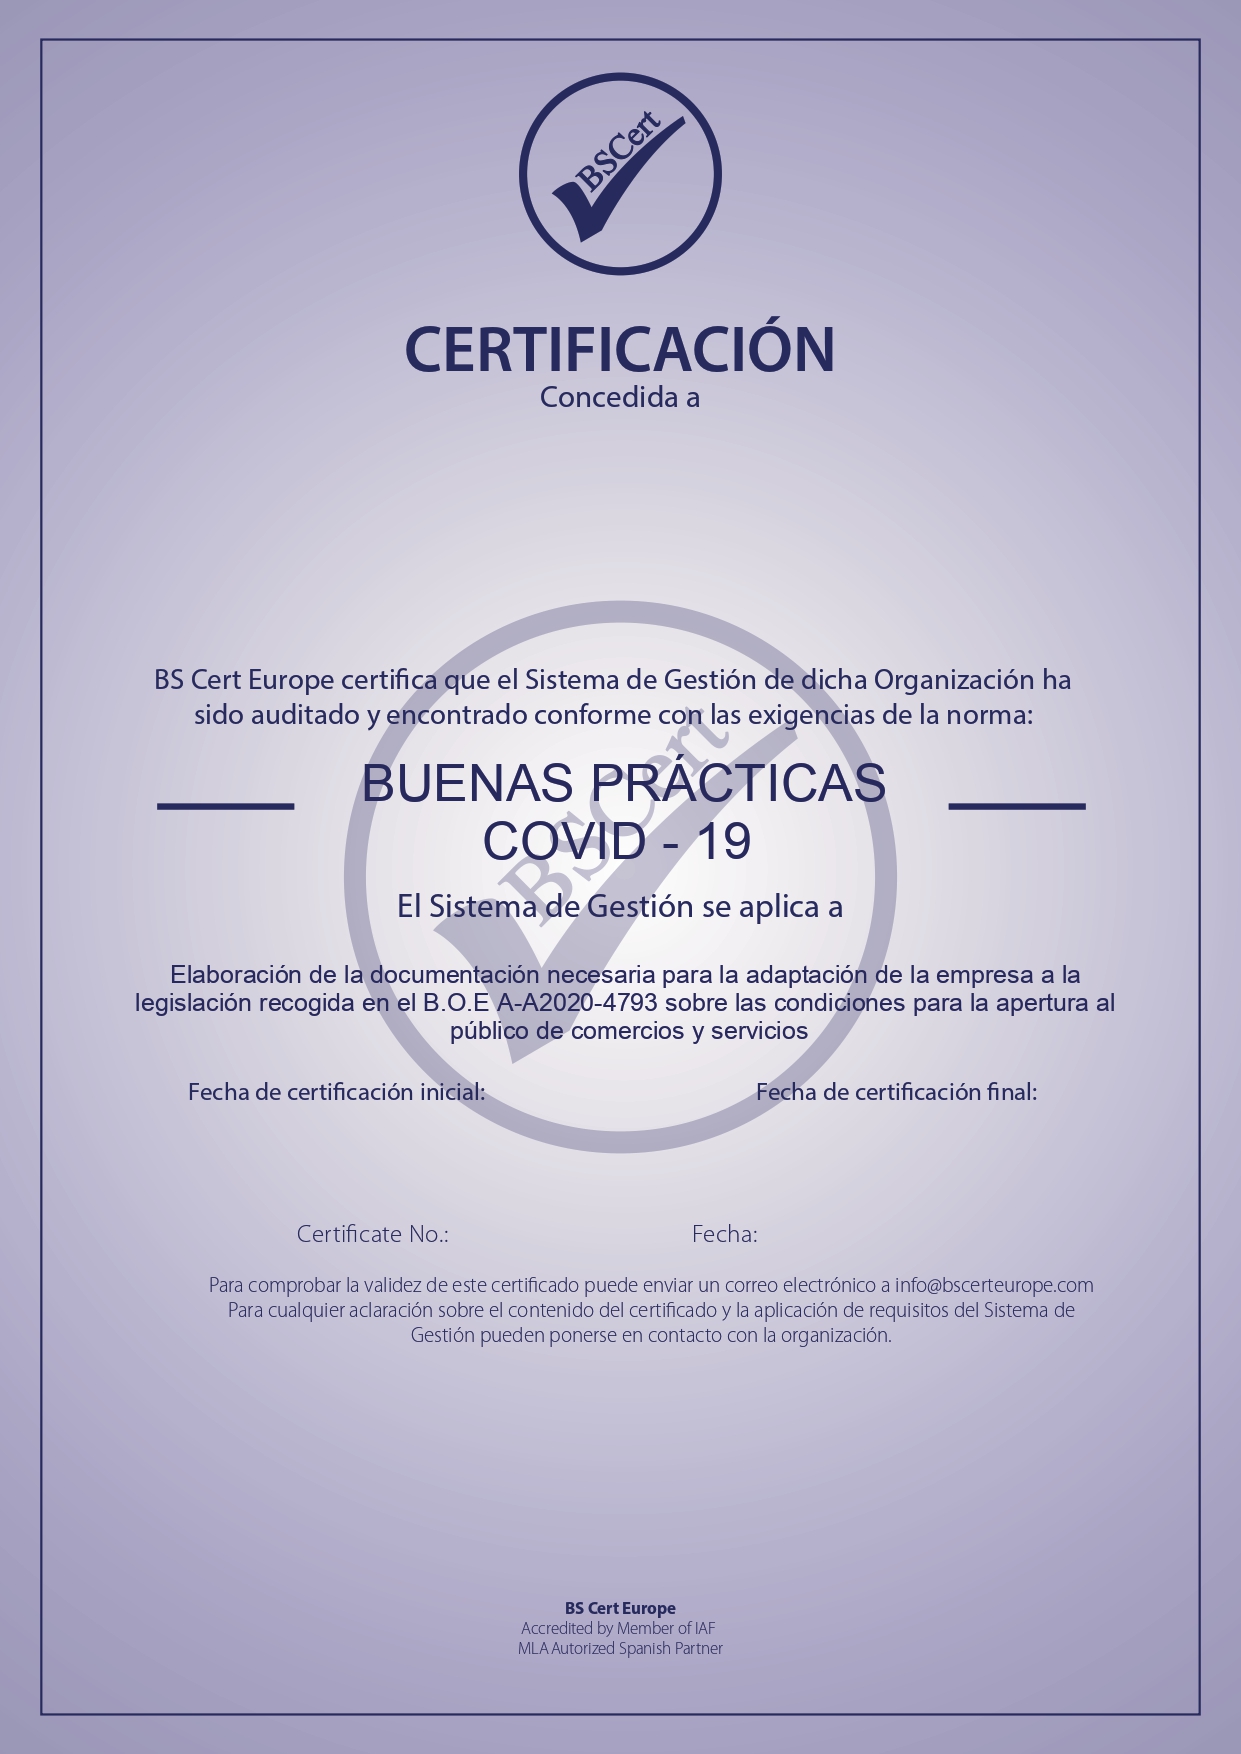 BSCert
CERTIFICACIÓN
Concedida a
BS Cert Europe certifica que el Sistema de Gestión de dicha Organización ha
sido auditado y encontrado conforme con las exigencias de la norma:
BSCert
BUENAS PRÁCTICAS
COVID - 19
El Sistema de Gestión se aplica a
Elaboración de la documentación necesaria para la adaptación de la empresa a la
legislación recogida en el B.O.E A-A2020-4793 sobre las condiciones para la apertura al
público de comercios y servicios
Fecha de certificación inicial: Fecha de certificación final:
Certificate No.: Fecha:
Para comprobar la validez de este certificado puede enviar un correo electrónico a info@bscerteurope.com
Para cualquier aclaración sobre el contenido del certificado y la aplicación de requisitos del Sistema de
Gestión pueden ponerse en contacto con la organización.
BS Cert Europe
Accredited by Member of IAF
MLA Autorized Spanish Partner